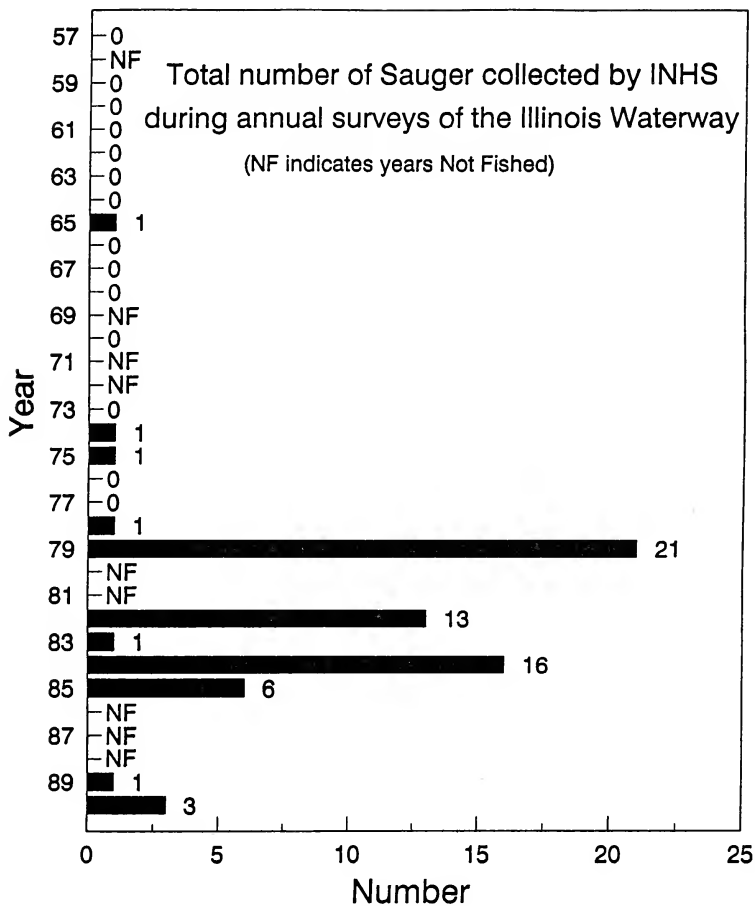 Total number of Sauger collected by INHS
during annual surveys of the Illinois Waterway
(NF indicates years Not Fished)
Year
57 0
NF
59 0
0
61 0
0
63 0
0
65 1
0
67 0
0
69 NF
0
71 NF
NF
73 0
1
75 1
0
77 0
1
79 21
NF
81 NF
13
83 1
16
85 6
NF
87 NF
NF
89 1
3
0 5 10 15 20 25
Number